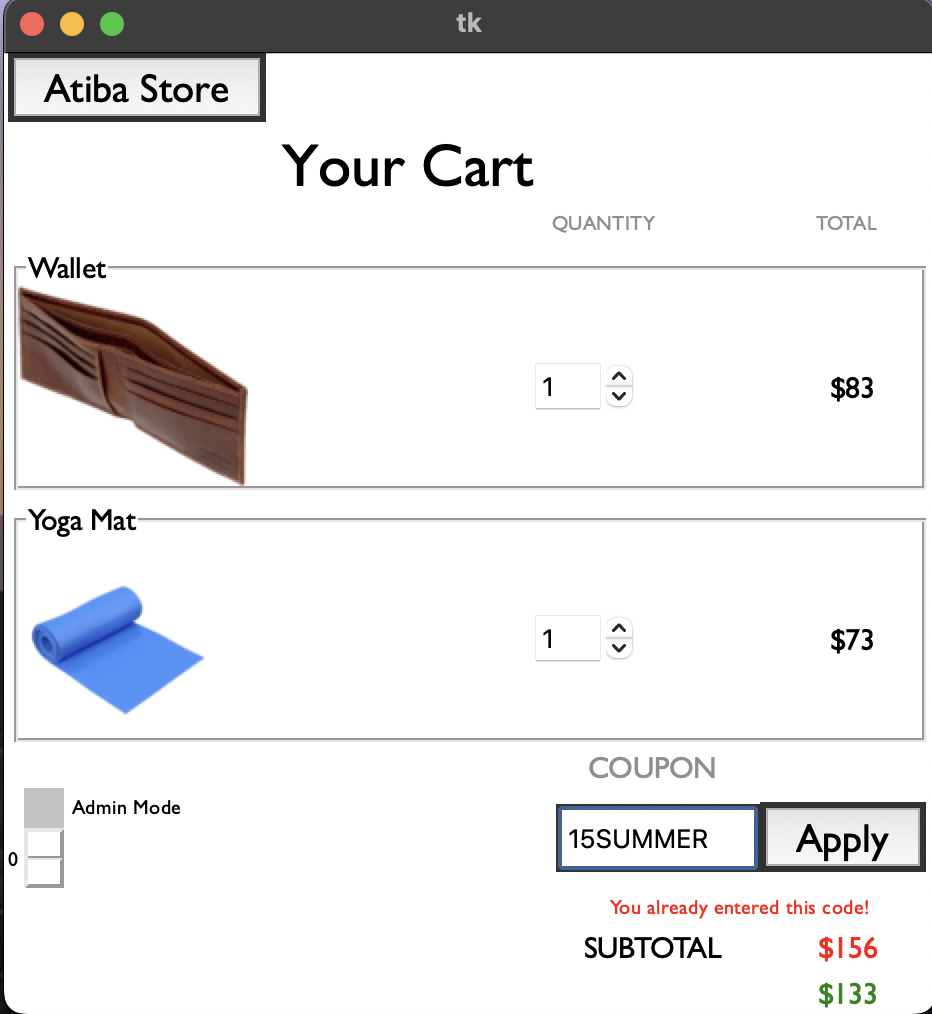 tk
Atiba Store
Your Cart
QUANTITY TOTAL
Wallet
1 $83
Yoga Mat
1 $73
COUPON
Admin Mode
15SUMMER Apply
0
You already entered this code!
SUBTOTAL $156
$133